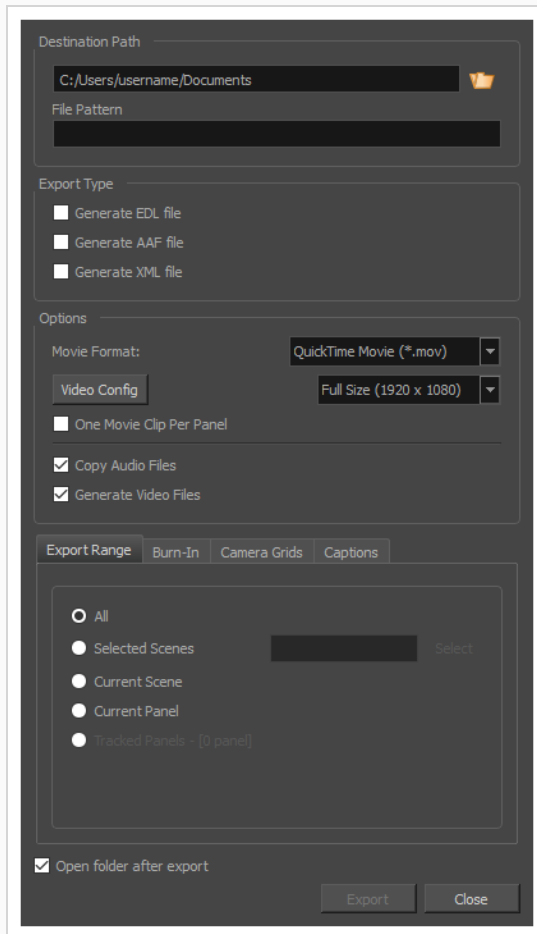 Destination Path
C:/Users/username/Documents
File Pattern
Export Type
Generate EDL file
Generate AAF file
Generate XML file
Options
Movie Format: QuickTime Movie (*.mov)
Video Config Full Size (1920 x 1080)
One Movie Clip Per Panel
Copy Audio Files
Generate Video Files
Export Range Burn-In Camera Grids Captions
All
Selected Scenes Select
Current Scene
Current Panel
Tracked Panels - [0 panel]
Open folder after export
Export Close